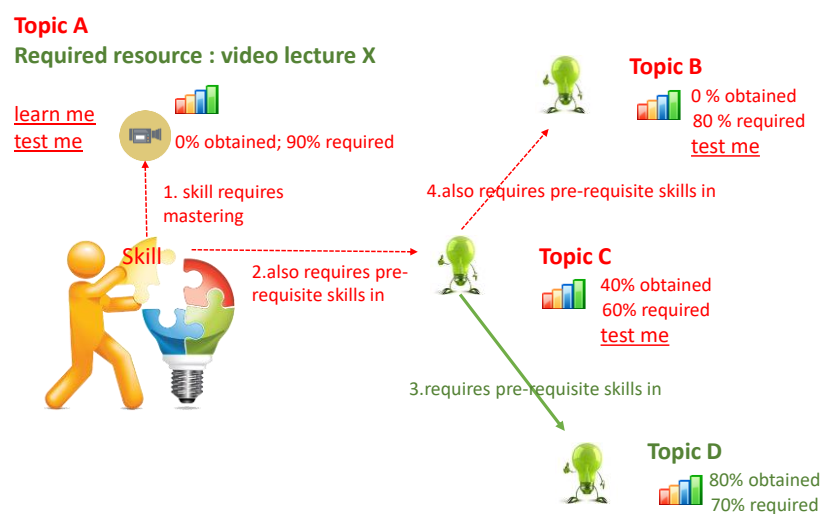 Topic A
Required resource : video lecture X
learn me
test me
0% obtained; 90% required
1. skill requires
mastering
Skill
2.also requires pre-
requisite skills in
Topic B
0 % obtained
80 % required
test me
4.also requires pre-requisite skills in
Topic C
40% obtained
60% required
test me
3.requires pre-requisite skills in
Topic D
80% obtained
70% required